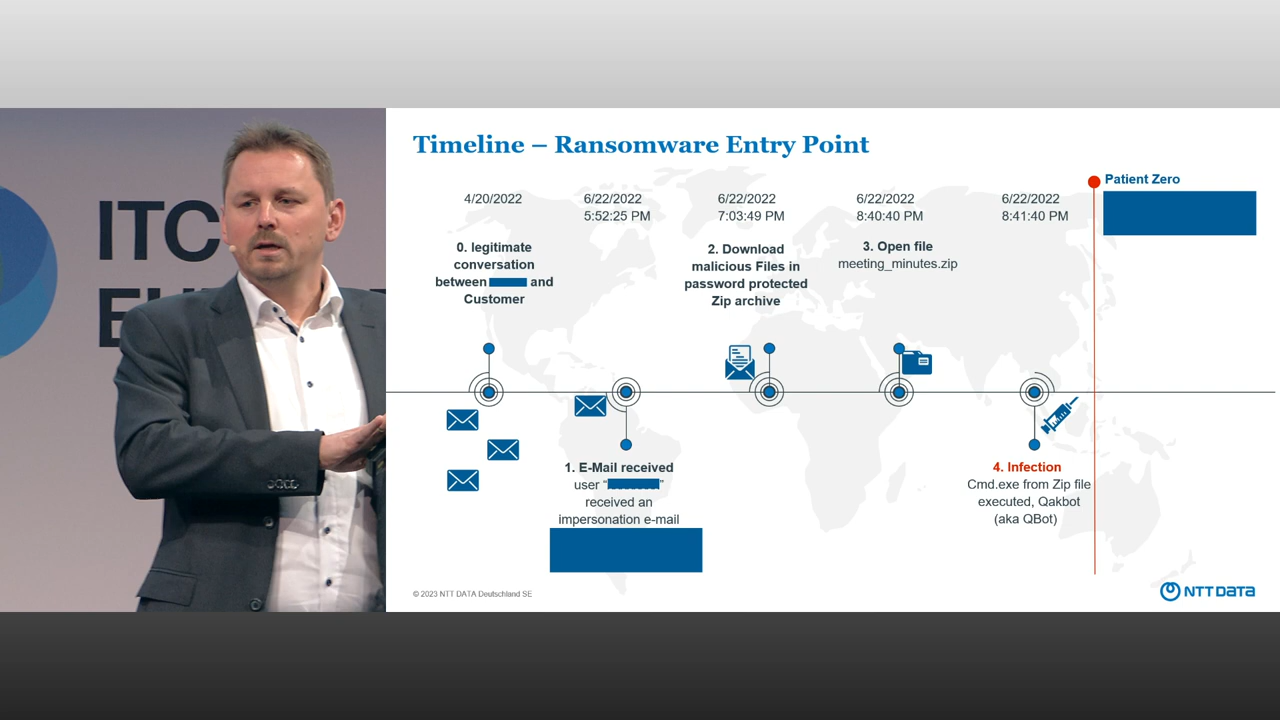 ITC
EU
Timeline – Ransomware Entry Point
4/20/2022
0. legitimate
conversation
between and
Customer
6/22/2022
5:52:25 PM
1. E-Mail received
user “ ”
received an
impersonation e-mail
6/22/2022
7:03:49 PM
2. Download
malicious Files in
password protected
Zip archive
6/22/2022
8:40:40 PM
3. Open file
meeting_minutes.zip
6/22/2022
8:41:40 PM
4. Infection
Cmd.exe from Zip file
executed, Qakbot
(aka QBot)
Patient Zero
© 2023 NTT DATA Deutschland SE
NTT DATA